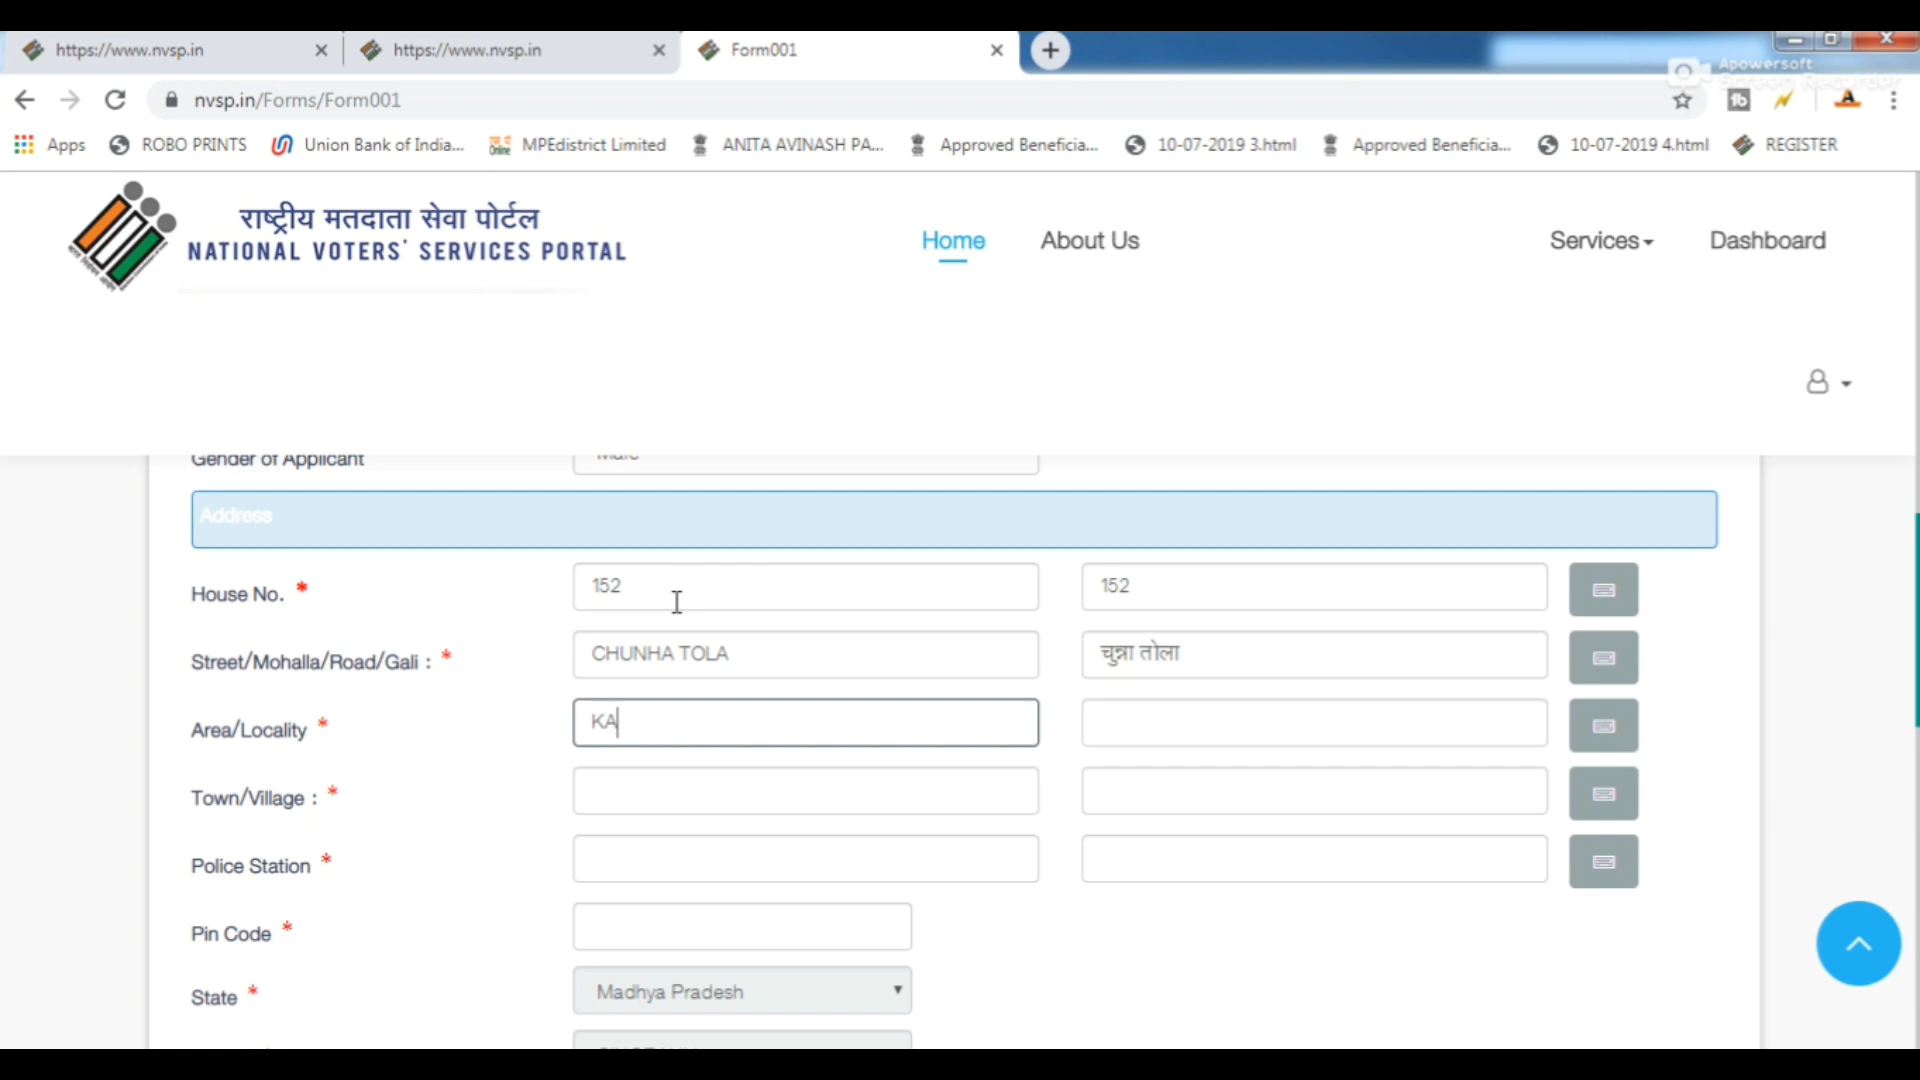 https://www.nvsp.in
https://www.nvsp.in
Form001
Apowersoft
Screen Recorder
nvsp.in/Forms/Form001
Apps
ROBO PRINTS
Union Bank of India...
MPEdistrict Limited
ANITA AVINASH PA...
Approved Beneficia...
10-07-2019 3.html
Approved Beneficia...
10-07-2019 4.html
REGISTER
राष्ट्रीय मतदाता सेवा पोर्टल
NATIONAL VOTERS' SERVICES PORTAL
Home
About Us
Services
Dashboard
Gender of Applicant
Male
Address
House No. *
152
152
Street/Mohalla/Road/Gali : *
CHUNHA TOLA
चुन्ना तोला
Area/Locality *
KA
Town/Village : *
Police Station *
Pin Code *
State *
Madhya Pradesh